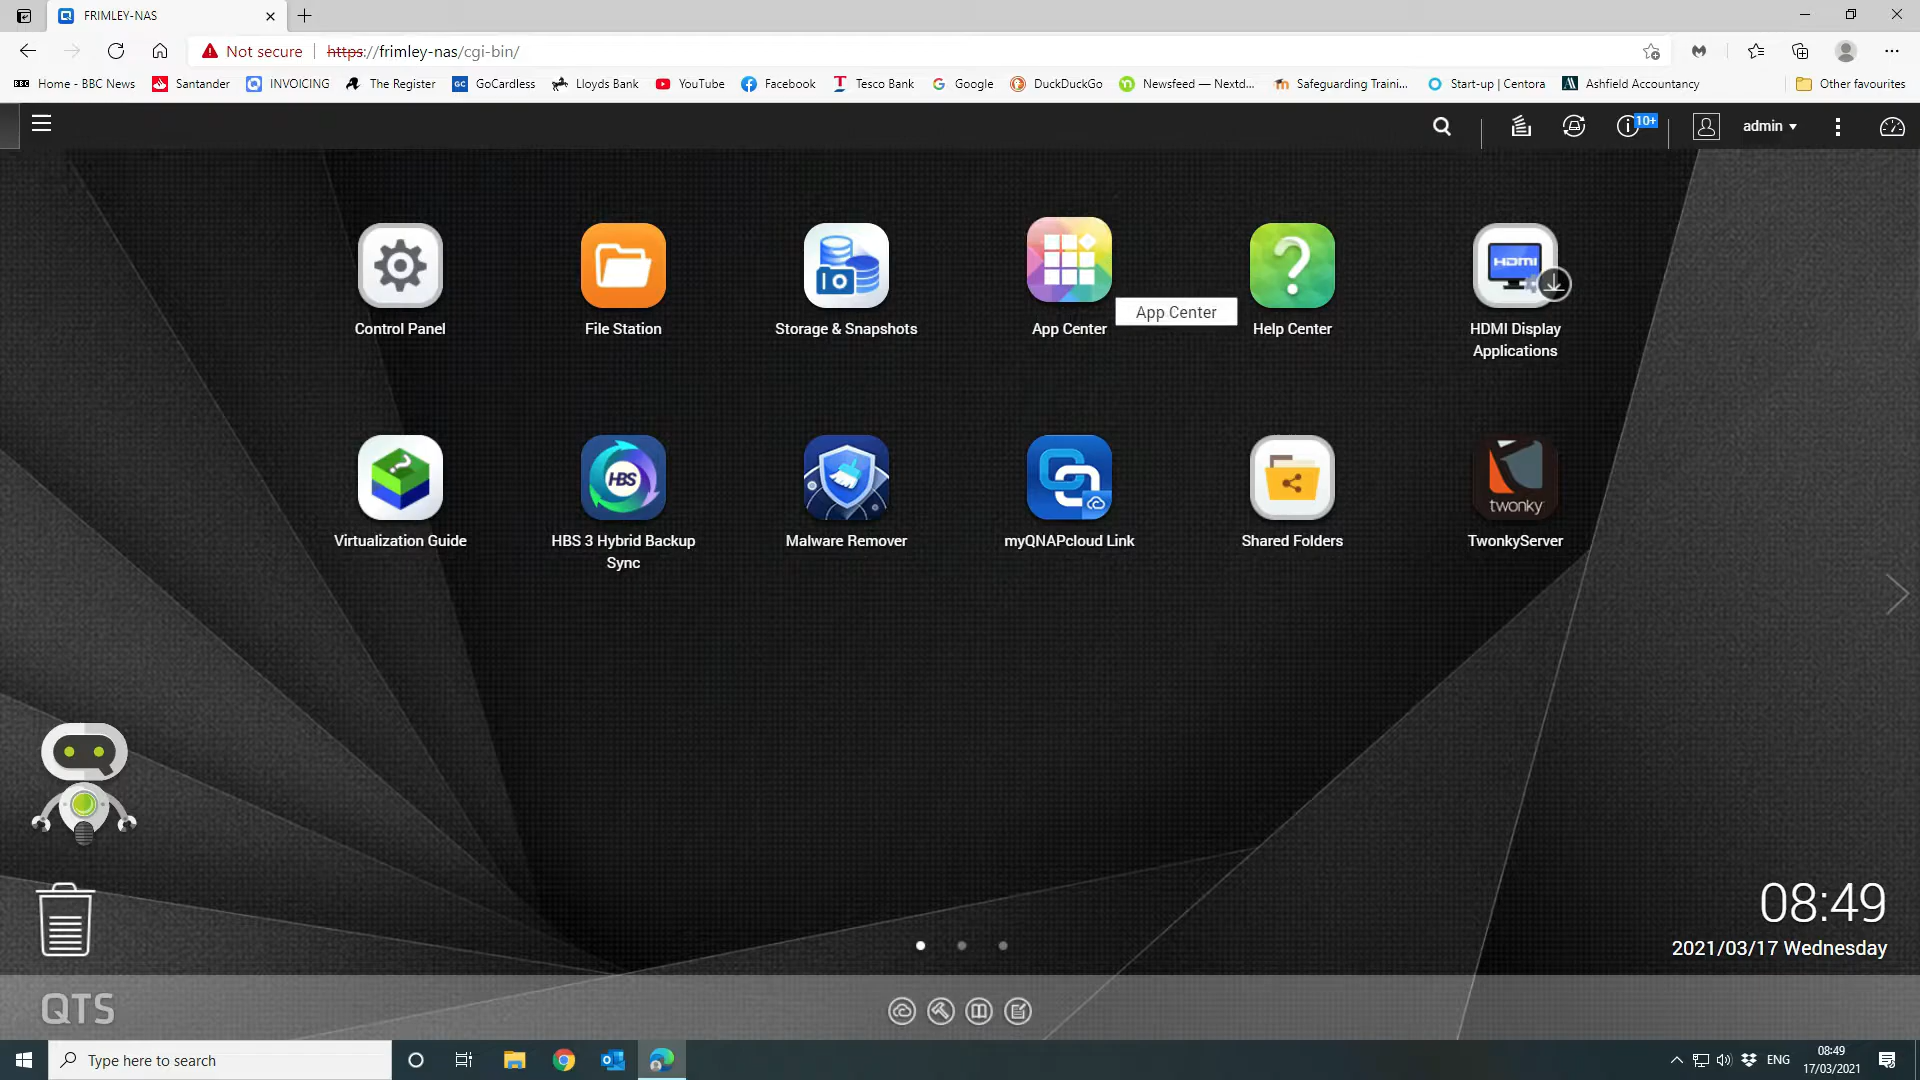 FRIMLEY-NAS
Not secure
https://frimley-nas/cgi-bin/
Home - BBC News
Santander
INVOICING
The Register
GC
GoCardless
Lloyds Bank
YouTube
Facebook
Tesco Bank
Google
DuckDuckGo
Newsfeed — Nextd...
Safeguarding Traini...
Start-up | Centora
Ashfield Accountancy
Other favourites
10+
admin
HDMI
Control Panel
File Station
Storage & Snapshots
App Center
App Center
Help Center
HDMI Display
Applications
HBS
twonky
Virtualization Guide
HBS 3 Hybrid Backup
Sync
Malware Remover
myQNAPcloud Link
Shared Folders
TwonkyServer
08:49
2021/03/17 Wednesday
QTS
Type here to search
ENG
08:49
17/03/2021